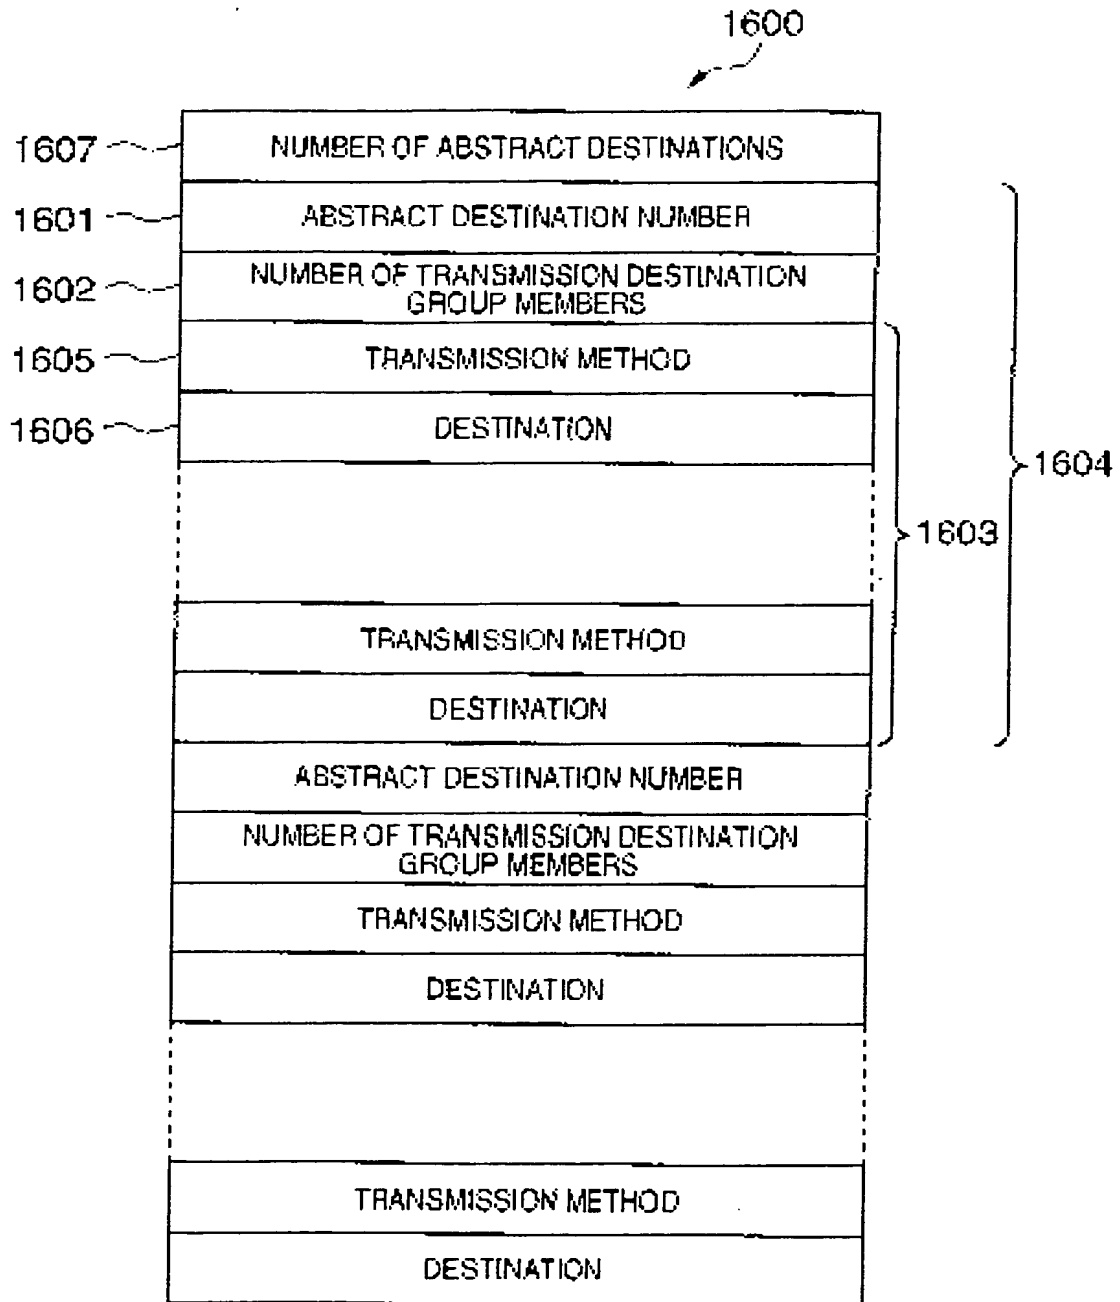 1600
1607 NUMBER OF ABSTRACT DESTINATIONS
1601 ABSTRACT DESTINATION NUMBER
1602 NUMBER OF TRANSMISSION DESTINATION
GROUP MEMBERS
1605 TRANSMISSION METHOD
1606 DESTINATION
1604
1603
TRANSMISSION METHOD
DESTINATION
ABSTRACT DESTINATION NUMBER
NUMBER OF TRANSMISSION DESTINATION
GROUP MEMBERS
TRANSMISSION METHOD
DESTINATION
TRANSMISSION METHOD
DESTINATION